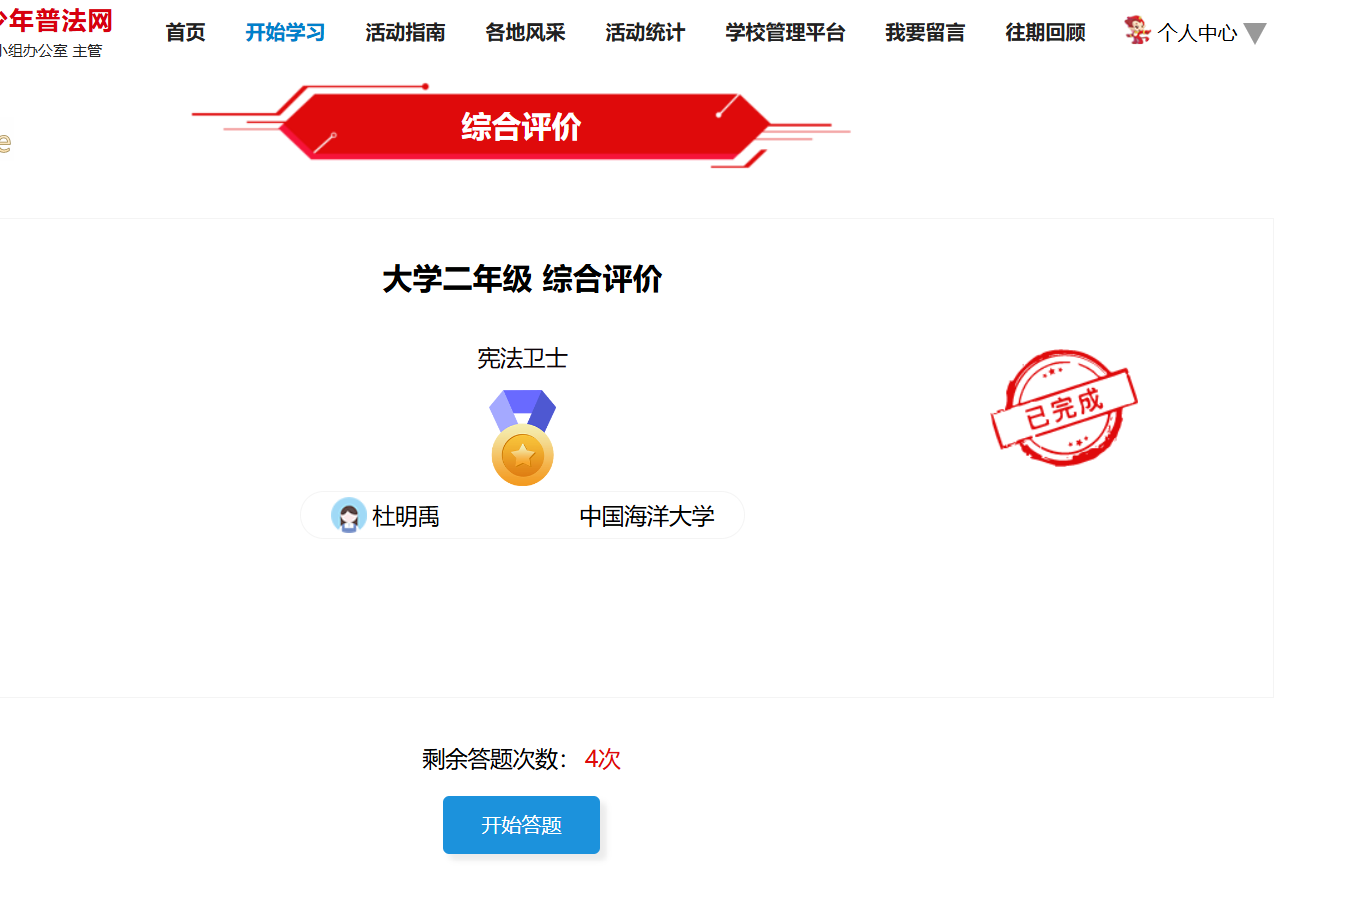 少年普法网
小组办公室 主管
首页 开始学习 活动指南 各地风采 活动统计 学校管理平台 我要留言 往期回顾 个人中心
综合评价
e
大学二年级 综合评价
宪法卫士
已完成
杜明禹 中国海洋大学
剩余答题次数： 4次
开始答题